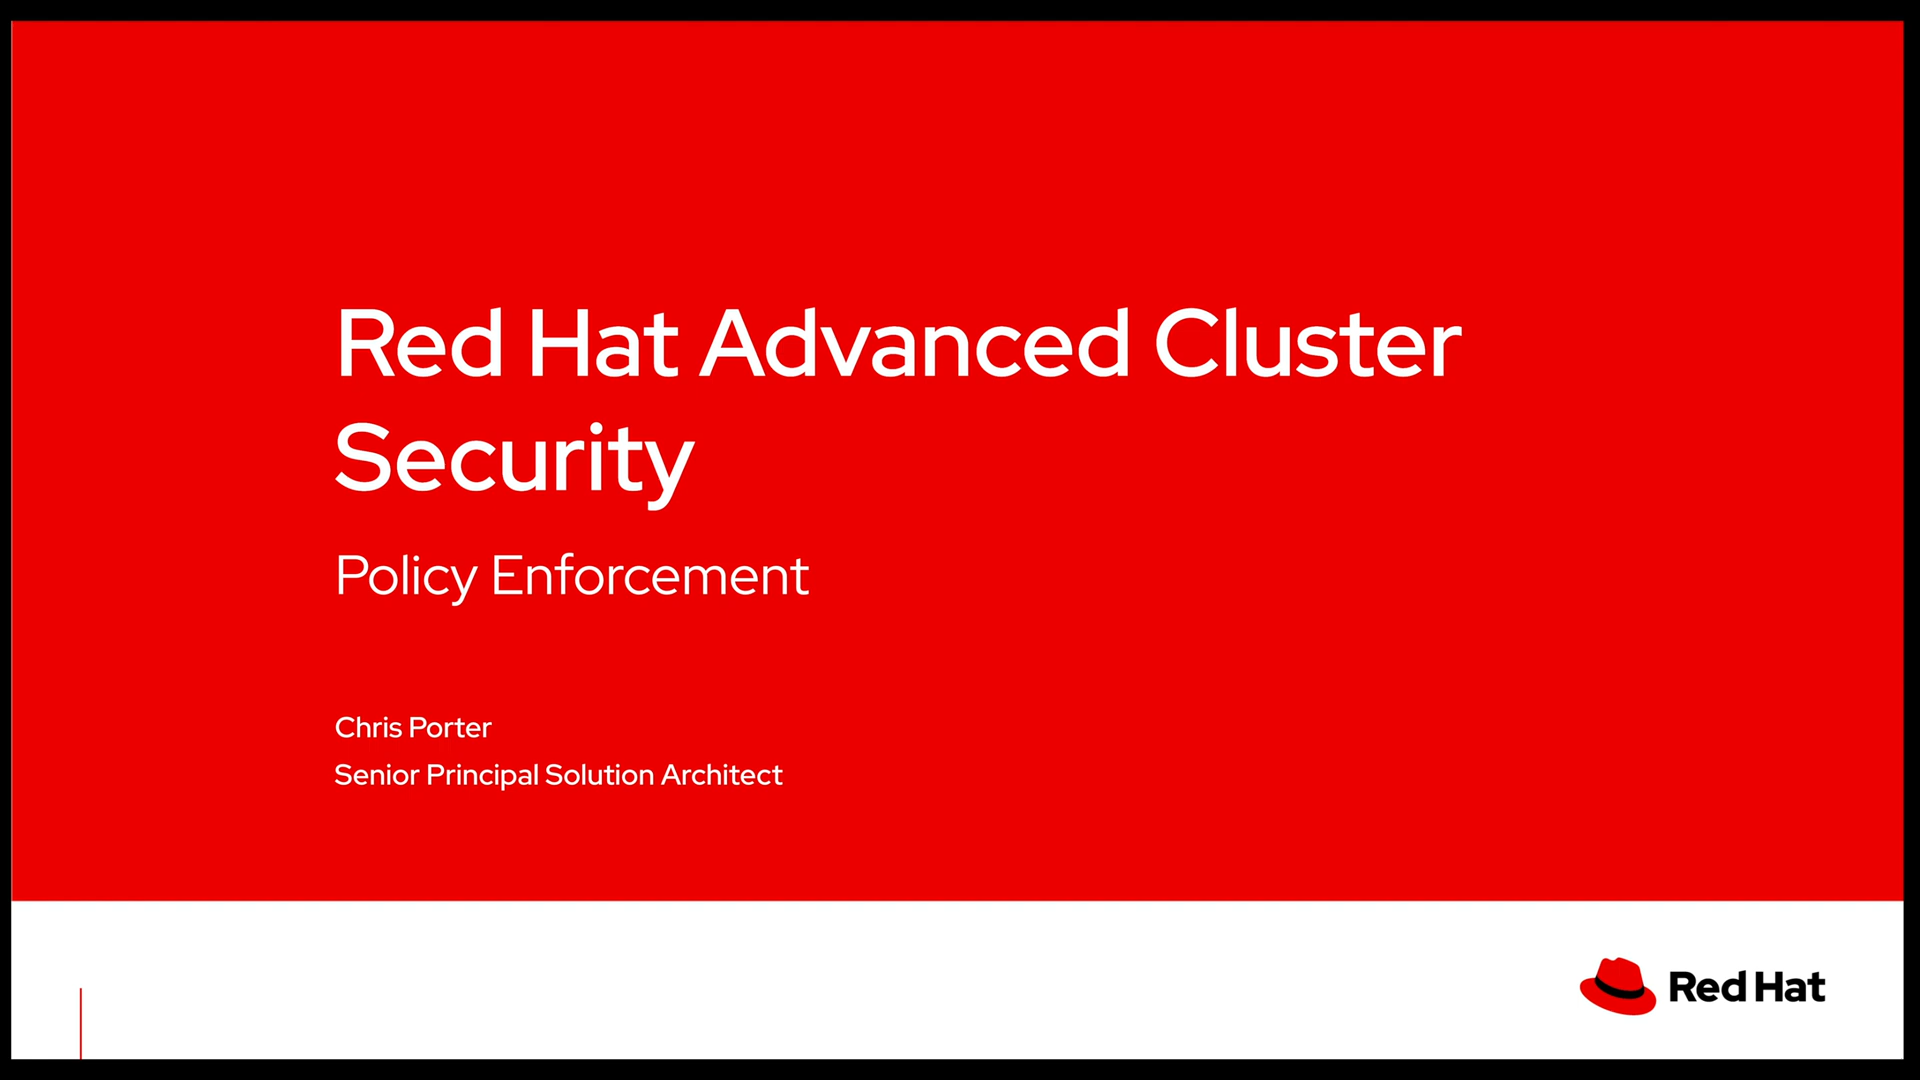 Red Hat Advanced Cluster
Security
Policy Enforcement
Chris Porter
Senior Principal Solution Architect
Red Hat